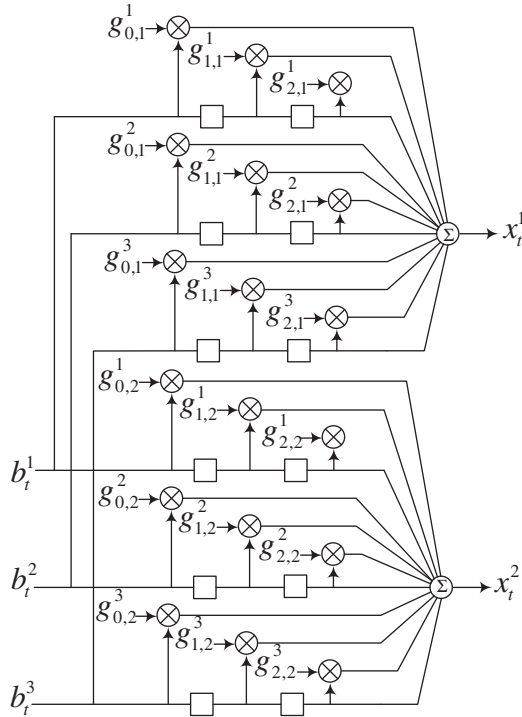 g^1_{0,1}
g^1_{1,1}
g^1_{2,1}
g^2_{0,1}
g^2_{1,1}
g^2_{2,1}
Σ
x^1_t
g^3_{0,1}
g^3_{1,1}
g^3_{2,1}
g^1_{0,2}
g^1_{1,2}
g^1_{2,2}
b^1_t
g^2_{0,2}
g^2_{1,2}
g^2_{2,2}
b^2_t
Σ
x^2_t
g^3_{0,2}
g^3_{1,2}
g^3_{2,2}
b^3_t